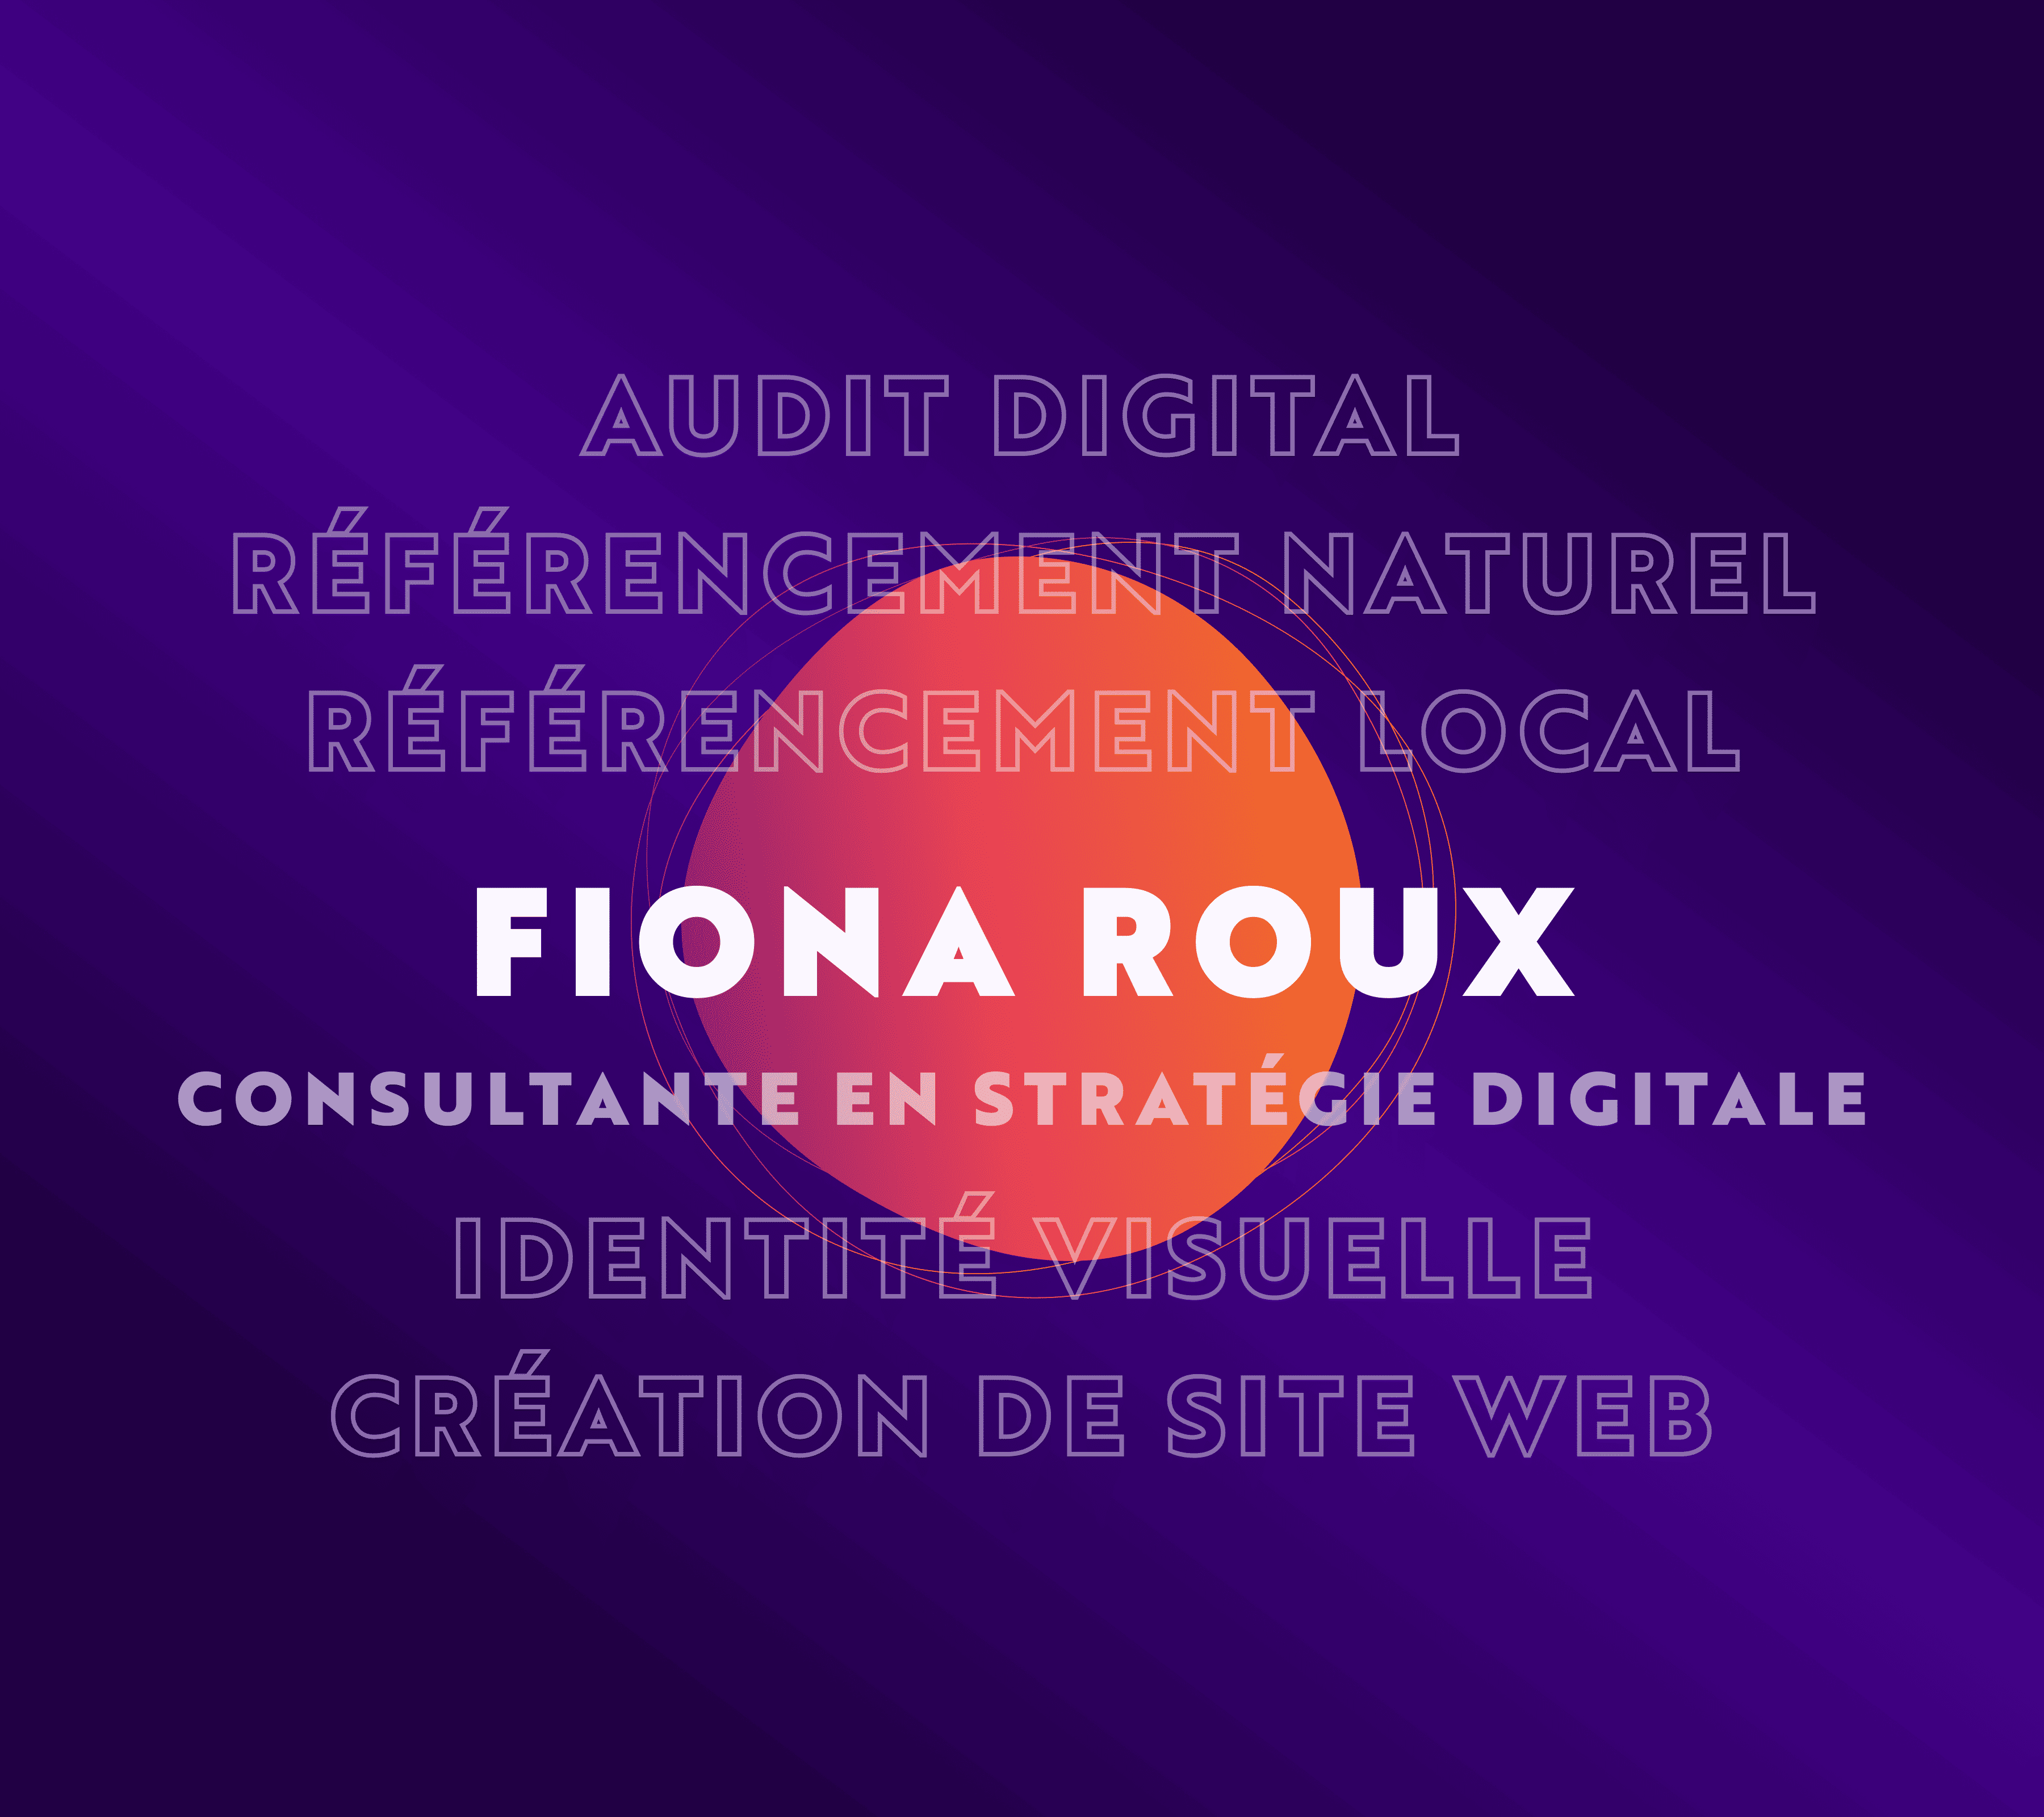 AUDIT DIGITAL
RÉFÉRENCEMENT NATUREL
RÉFÉRENCEMENT LOCAL
FIONA ROUX
CONSULTANTE EN STRATÉGIE DIGITALE
IDENTITÉ VISUELLE
CRÉATION DE SITE WEB